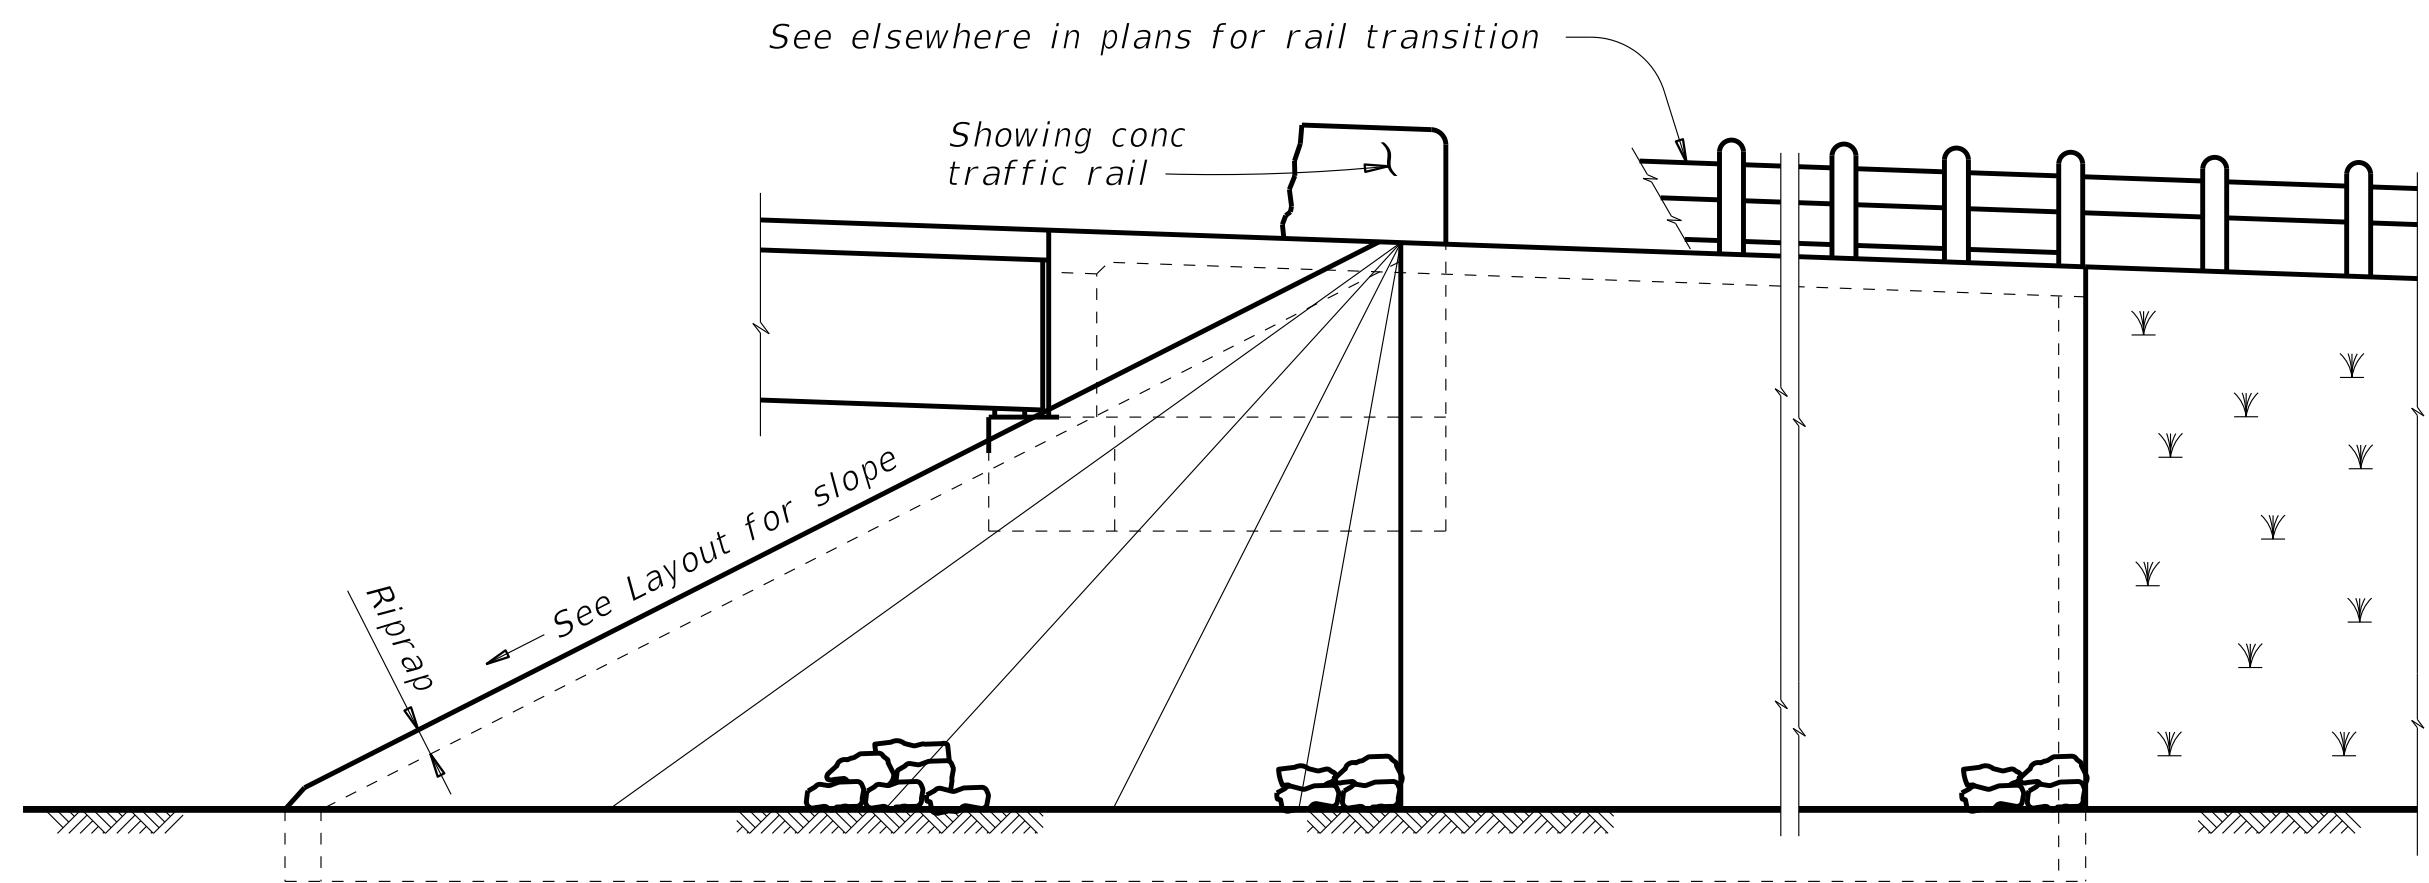 See elsewhere in plans for rail transition
Showing conc
traffic rail
See Layout for slope
Riprap